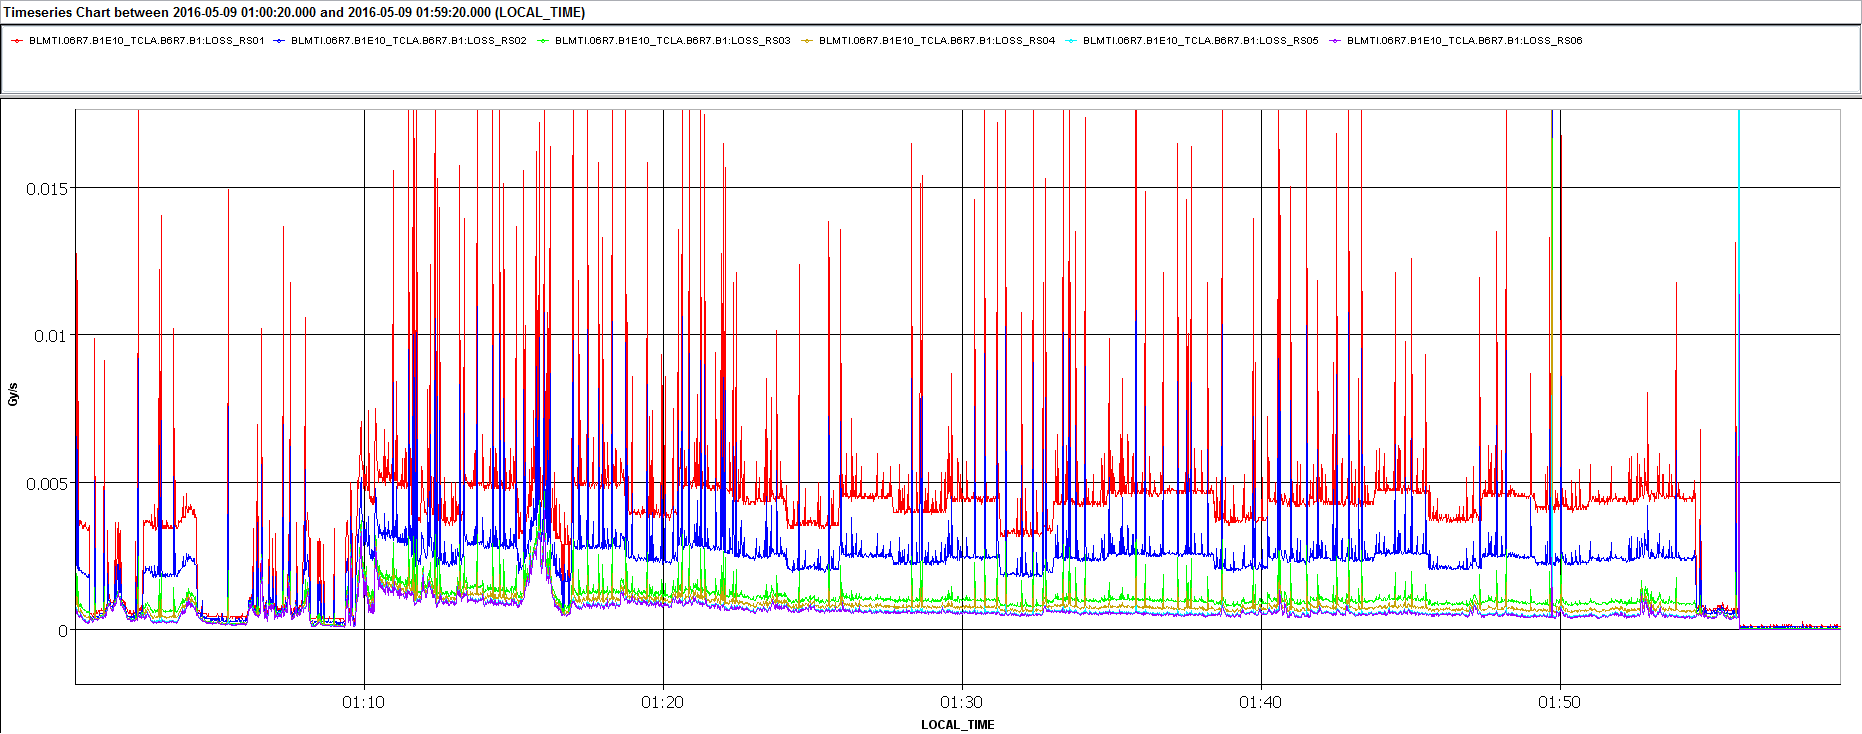 Timeseries Chart between 2016-05-09 01:00:20.000 and 2016-05-09 01:59:20.000 (LOCAL_TIME)
BLMTI.06R7.B1E10_TCLA.B6R7.B1:LOSS_RS01 BLMTI.06R7.B1E10_TCLA.B6R7.B1:LOSS_RS02 BLMTI.06R7.B1E10_TCLA.B6R7.B1:LOSS_RS03 BLMTI.06R7.B1E10_TCLA.B6R7.B1:LOSS_RS04 BLMTI.06R7.B1E10_TCLA.B6R7.B1:LOSS_RS05 BLMTI.06R7.B1E10_TCLA.B6R7.B1:LOSS_RS06
0.015
0.01
Gy/s
0.005
0
01:10 01:20 01:30 01:40 01:50
LOCAL_TIME